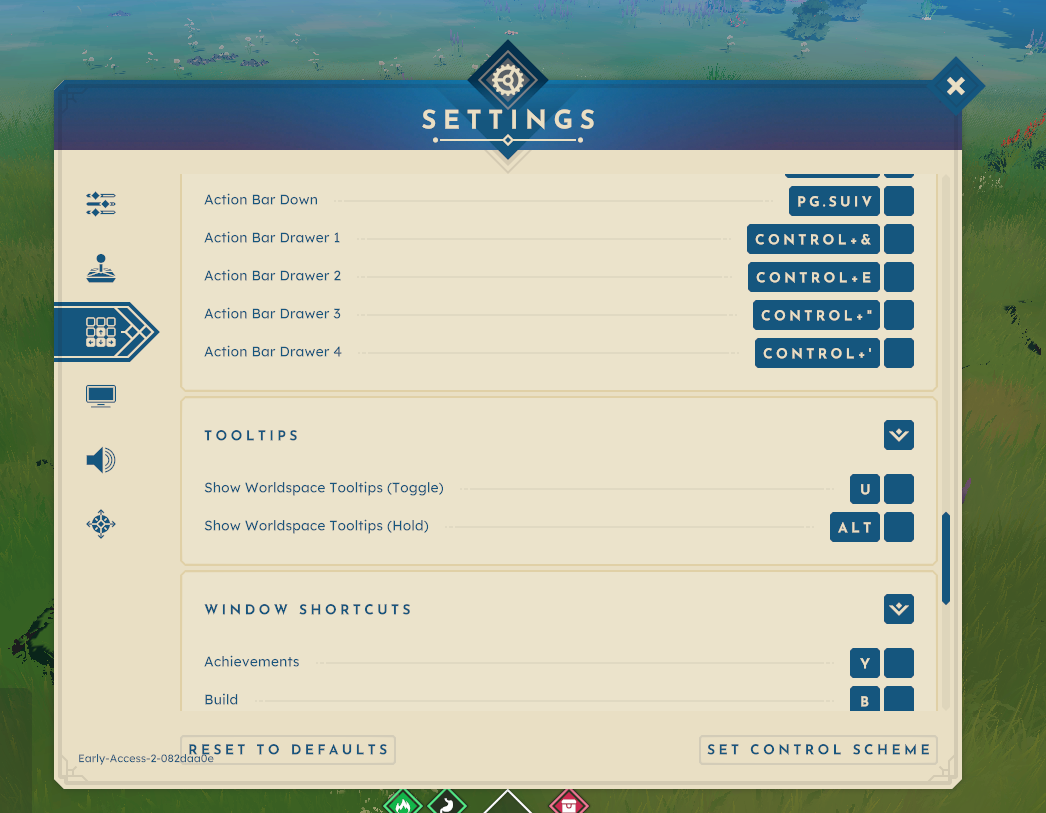 SETTINGS
Action Bar Down PG.SUIV
Action Bar Drawer 1 CONTROL+&
Action Bar Drawer 2 CONTROL+E
Action Bar Drawer 3 CONTROL+"
Action Bar Drawer 4 CONTROL+'
TOOLTIPS
Show Worldspace Tooltips (Toggle) U
Show Worldspace Tooltips (Hold) ALT
WINDOW SHORTCUTS
Achievements Y
Build B
RESET TO DEFAULTS SET CONTROL SCHEME
Early-Access-2-082daa0e